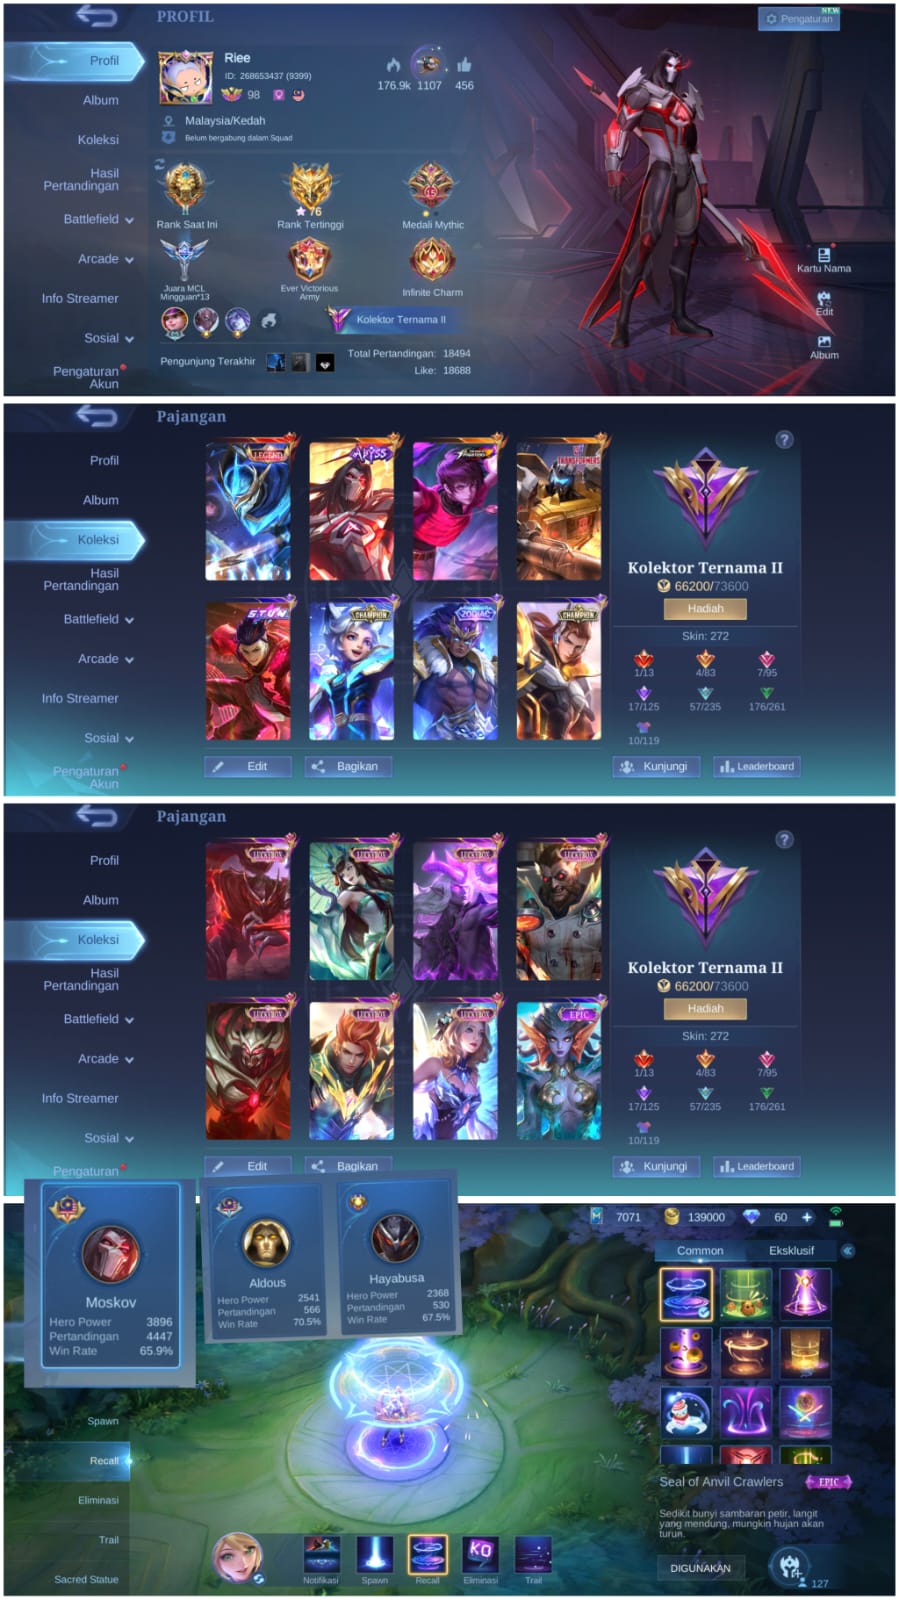 PROFIL
Pengaturan
Profil
Album
Koleksi
Hasil
Pertandingan
Battlefield
Arcade
Info Streamer
Sosial
Pengaturan
Akun
Riee
ID: 268653437 (9399)
98
176.9k 1107 456
Malaysia/Kedah
Belum bergabung dalam Squad
II
Rank Saat Ini
76
Rank Tertinggi
15
Medali Mythic
Juara MCL
Mingguan*13
Ever Victorious
Army
Infinite Charm
Kolektor Ternama II
Pengunjung Terakhir
Total Pertandingan: 18494
Like: 18688
Kartu Nama
Edit
Album
Pajangan
Profil
Album
Koleksi
Hasil
Pertandingan
Battlefield
Arcade
Info Streamer
Sosial
Pengaturan
Akun
LEGEND
ABYSS
TRANSFORMERS
S.T.U.N
CHAMPION
ZODIAC
CHAMPION
Edit
Bagikan
?
Kolektor Ternama II
66200/73600
Hadiah
Skin: 272
1/13 4/83 7/95
17/125 57/235 176/261
10/119
Kunjungi
Leaderboard
Pajangan
Profil
Album
Koleksi
Hasil
Pertandingan
Battlefield
Arcade
Info Streamer
Sosial
Pengaturan
LUCKYBOX
LUCKYBOX
LUCKYBOX
LUCKYBOX
LUCKYBOX
LUCKYBOX
LUCKYBOX
EPIC
Edit
Bagikan
?
Kolektor Ternama II
66200/73600
Hadiah
Skin: 272
1/13 4/83 7/95
17/125 57/235 176/261
10/119
Kunjungi
Leaderboard
Moskov
Hero Power 3896
Pertandingan 4447
Win Rate 65.9%
Aldous
Hero Power 2541
Pertandingan 566
Win Rate 70.5%
Hayabusa
Hero Power 2368
Pertandingan 530
Win Rate 67.5%
7071 139000 60 +
Common
Eksklusif
Spawn
Recall
Eliminasi
Trail
Sacred Statue
KO
Notifikasi
Spawn
Recall
Eliminasi
Trail
Seal of Anvil Crawlers
EPIC
Sedikit bunyi sambaran petir, langit
yang mendung, mungkin hujan akan
turun.
DIGUNAKAN
127